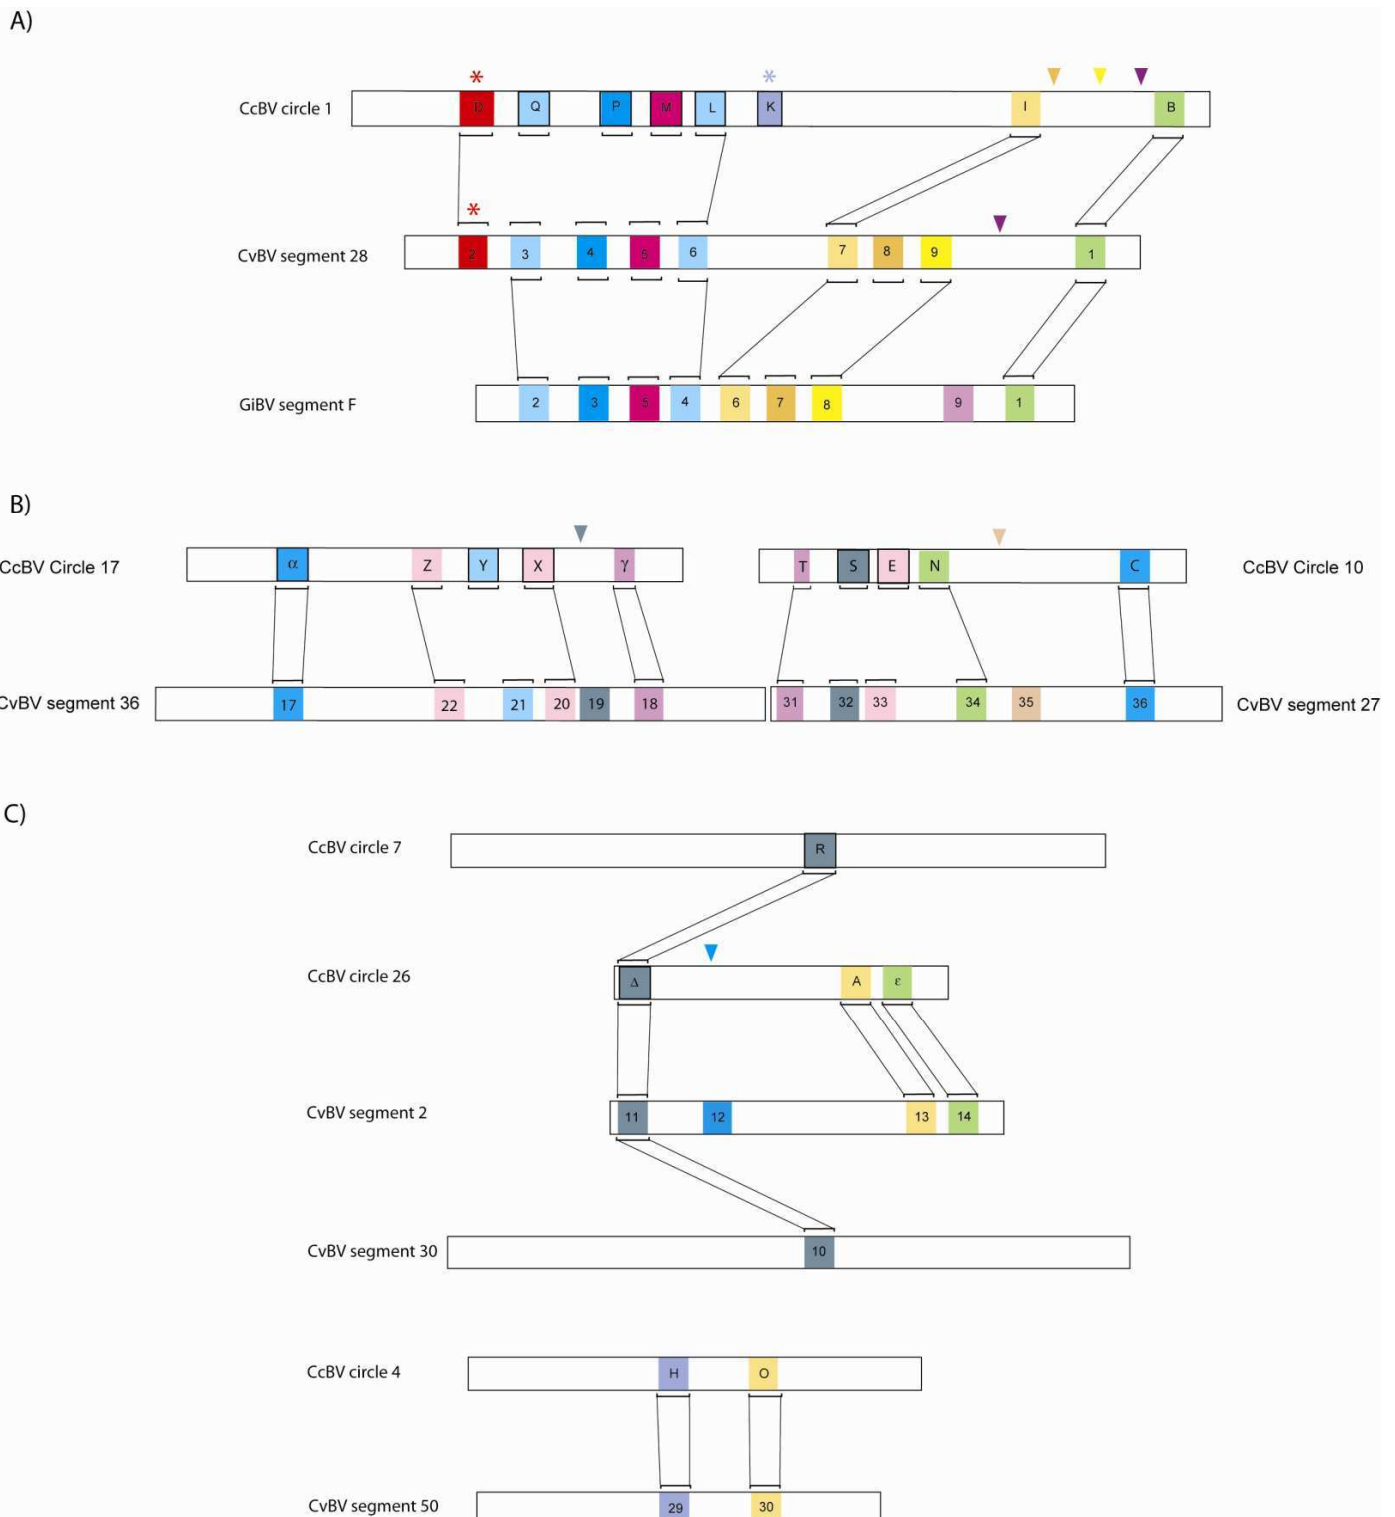 A)
* *
CcBV circle 1 D Q P M L K I B
*
CvBV segment 28 2 3 4 5 6 7 8 9 1
GiBV segment F 2 3 5 4 6 7 8 9 1
B)
CcBV Circle 17 α Z Y X γ T S E N C CcBV Circle 10
CvBV segment 36 17 22 21 20 19 18 31 32 33 34 35 36 CvBV segment 27
C)
CcBV circle 7 R
CcBV circle 26 Δ A ε
CvBV segment 2 11 12 13 14
CvBV segment 30 10
CcBV circle 4 H O
CvBV segment 50 29 30